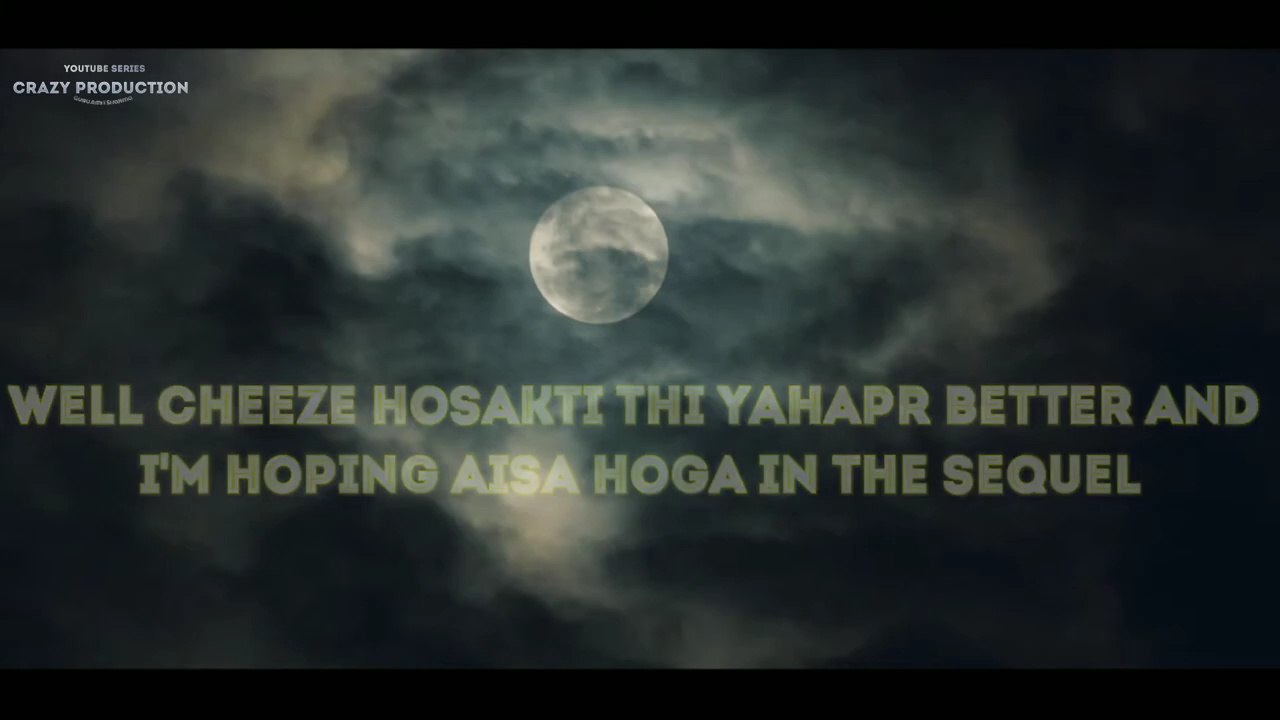 YOUTUBE SERIES
CRAZY PRODUCTION
WELL CHEEZE HOSAKTI THI YAHAPR BETTER AND
I'M HOPING AISA HOGA IN THE SEQUEL